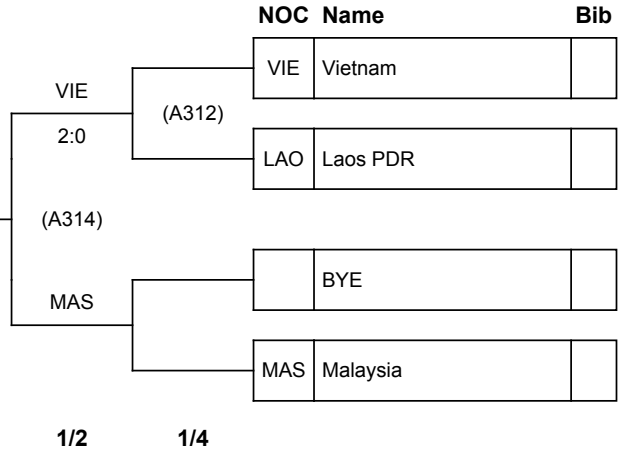 NOC Name Bib
VIE Vietnam
VIE
(A312)
2:0
LAO Laos PDR
(A314)
BYE
MAS
MAS Malaysia
1/2 1/4